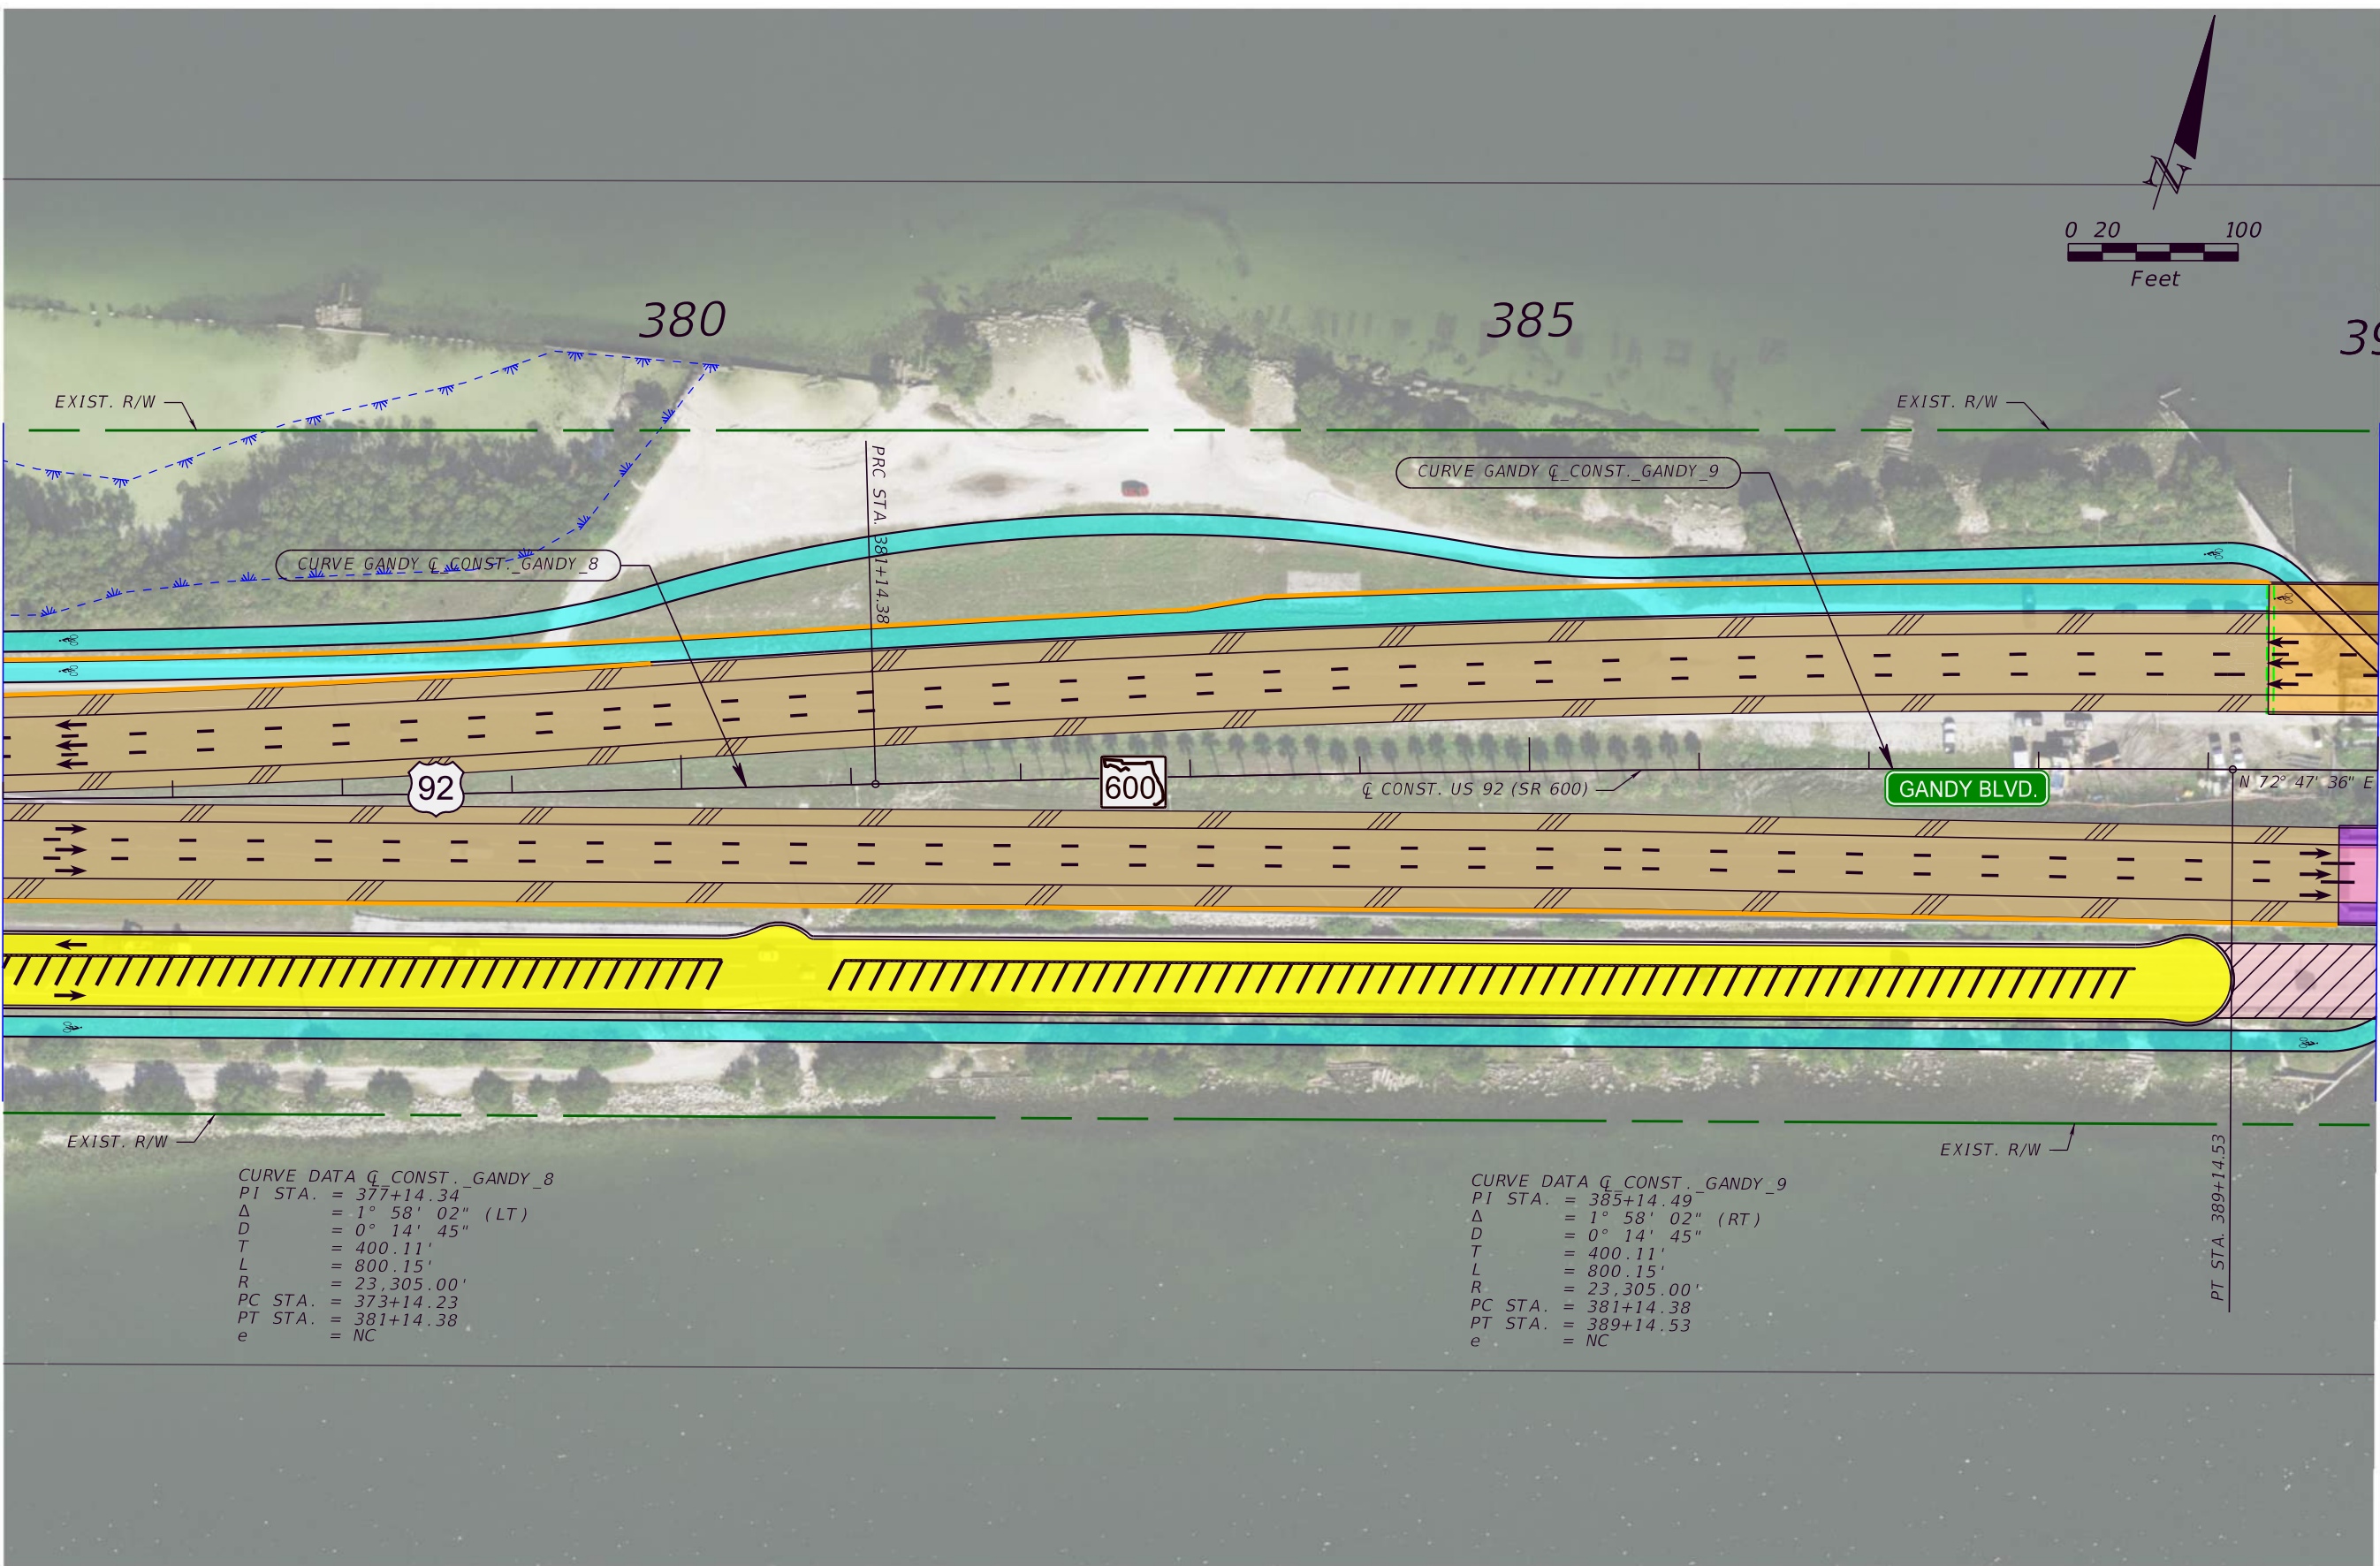 N
0 20 100
Feet
380
385
39
EXIST. R/W
EXIST. R/W
PRC STA. 381+14.38
CURVE GANDY ℄_CONST._GANDY_9
CURVE GANDY ℄_CONST._GANDY_8
92
600
℄ CONST. US 92 (SR 600)
GANDY BLVD.
N 72° 47' 36" E
EXIST. R/W
EXIST. R/W
PT STA. 389+14.53
CURVE DATA ℄_CONST._GANDY_8
PI STA. = 377+14.34
Δ = 1° 58' 02" (LT)
D = 0° 14' 45"
T = 400.11'
L = 800.15'
R = 23,305.00'
PC STA. = 373+14.23
PT STA. = 381+14.38
e = NC
CURVE DATA ℄_CONST._GANDY_9
PI STA. = 385+14.49
Δ = 1° 58' 02" (RT)
D = 0° 14' 45"
T = 400.11'
L = 800.15'
R = 23,305.00'
PC STA. = 381+14.38
PT STA. = 389+14.53
e = NC